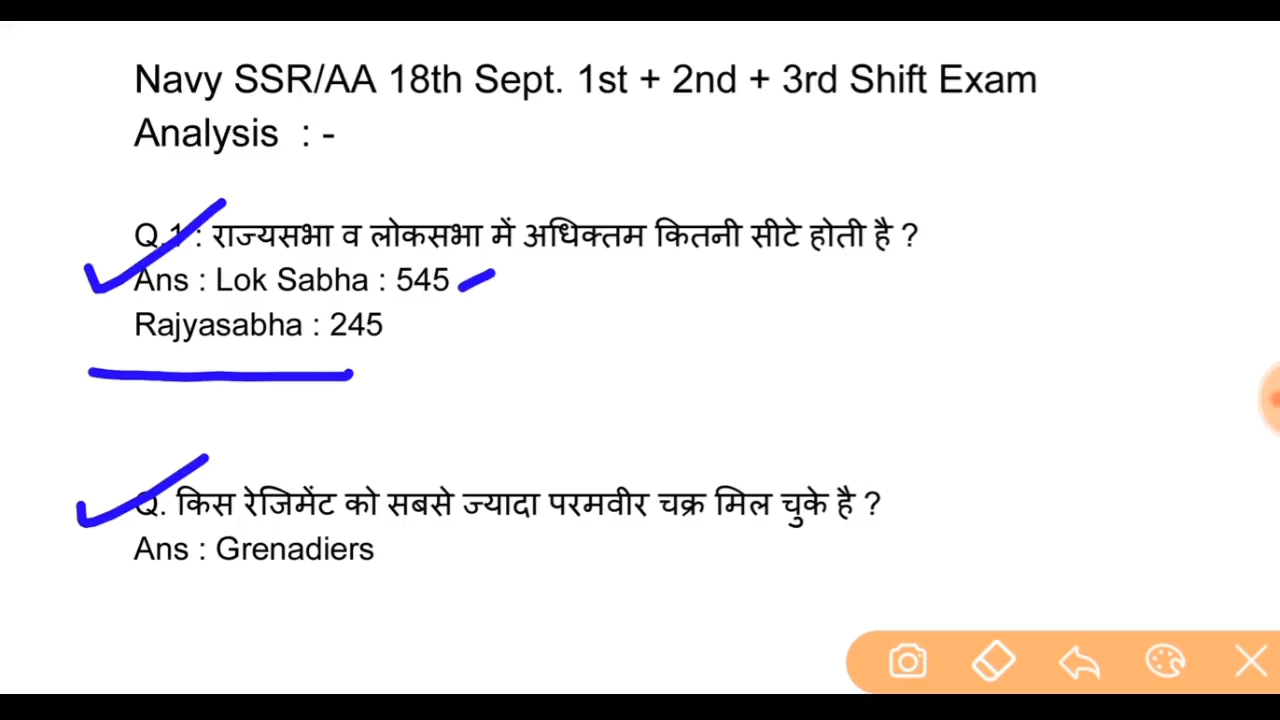 Navy SSR/AA 18th Sept. 1st + 2nd + 3rd Shift Exam
Analysis : -
Q.1 : राज्यसभा व लोकसभा में अधिक्तम कितनी सीटे होती है ?
Ans : Lok Sabha : 545
Rajyasabha : 245
Q. किस रेजिमेंट को सबसे ज्यादा परमवीर चक्र मिल चुके है ?
Ans : Grenadiers